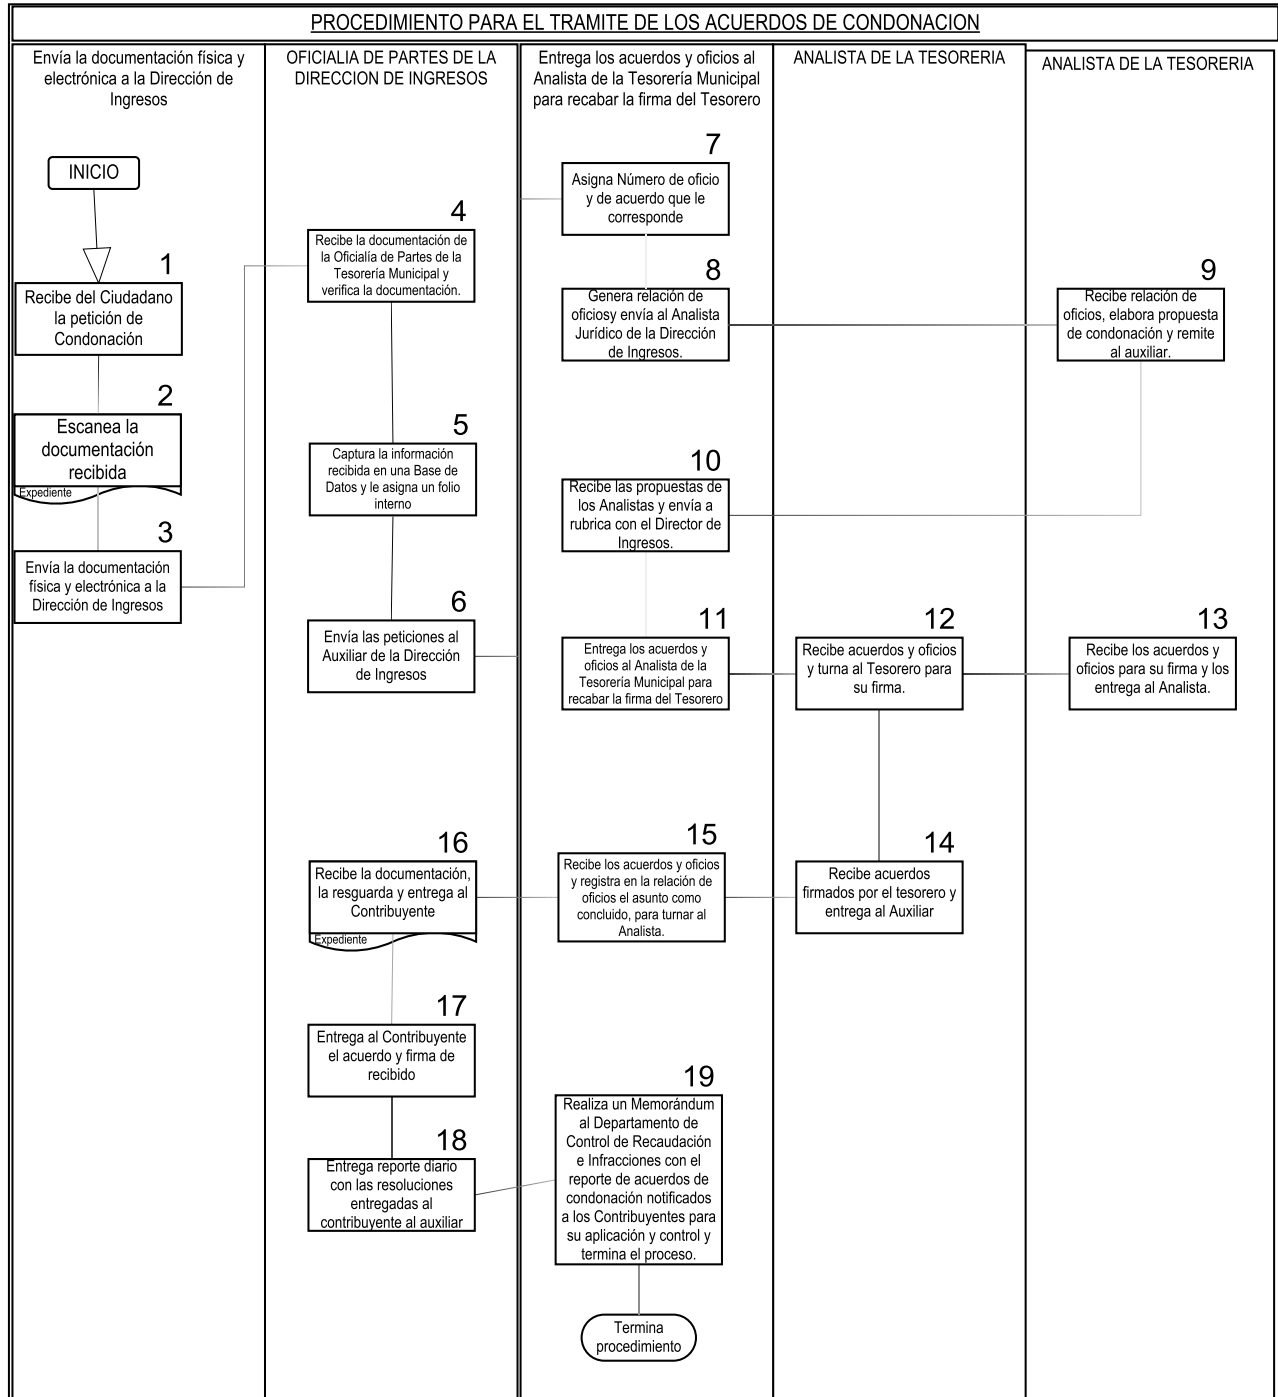 PROCEDIMIENTO PARA EL TRAMITE DE LOS ACUERDOS DE CONDONACION
Envía la documentación física y
electrónica a la Dirección de
Ingresos
OFICIALIA DE PARTES DE LA
DIRECCION DE INGRESOS
Entrega los acuerdos y oficios al
Analista de la Tesorería Municipal
para recabar la firma del Tesorero
ANALISTA DE LA TESORERIA
ANALISTA DE LA TESORERIA
INICIO
1
Recibe del Ciudadano
la petición de
Condonación
2
Escanea la
documentación
recibida
Expediente
3
Envía la documentación
física y electrónica a la
Dirección de Ingresos
4
Recibe la documentación de
la Oficialía de Partes de la
Tesorería Municipal y
verifica la documentación.
5
Captura la información
recibida en una Base de
Datos y le asigna un folio
interno
6
Envía las peticiones al
Auxiliar de la Dirección
de Ingresos
7
Asigna Número de oficio
y de acuerdo que le
corresponde
8
Genera relación de
oficiosy envía al Analista
Jurídico de la Dirección
de Ingresos.
9
Recibe relación de
oficios, elabora propuesta
de condonación y remite
al auxiliar.
10
Recibe las propuestas de
los Analistas y envía a
rubrica con el Director de
Ingresos.
11
Entrega los acuerdos y
oficios al Analista de la
Tesorería Municipal para
recabar la firma del Tesorero
12
Recibe acuerdos y oficios
y turna al Tesorero para
su firma.
13
Recibe los acuerdos y
oficios para su firma y los
entrega al Analista.
14
Recibe acuerdos
firmados por el tesorero y
entrega al Auxiliar
15
Recibe los acuerdos y oficios
y registra en la relación de
oficios el asunto como
concluido, para turnar al
Analista.
16
Recibe la documentación,
la resguarda y entrega al
Contribuyente
Expediente
17
Entrega al Contribuyente
el acuerdo y firma de
recibido
18
Entrega reporte diario
con las resoluciones
entregadas al
contribuyente al auxiliar
19
Realiza un Memorándum
al Departamento de
Control de Recaudación
e Infracciones con el
reporte de acuerdos de
condonación notificados
a los Contribuyentes para
su aplicación y control y
termina el proceso.
Termina
procedimiento